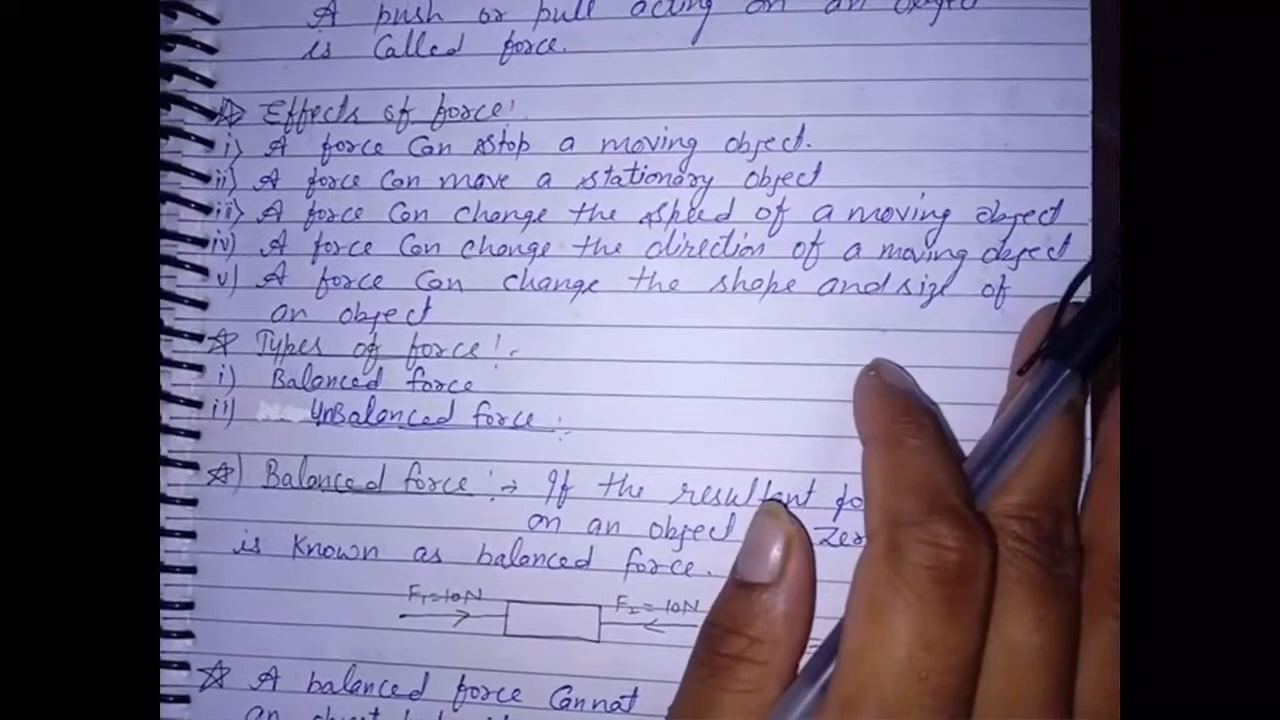 A push or pull acting on an object
is Called force.
☆ Effects of force:
i) A force Can stop a moving object.
ii) A force Can move a stationary object
iii) A force Can change the speed of a moving object
iv) A force Can change the direction of a moving object
v) A force Can change the shape and size of
an object
☆ Types of force:-
i) Balanced force
ii) UnBalanced force:-
☆) Balanced force:→ If the resultant fo
on an object Zer
is Known as balanced force.
F1=10N F2=10N
☆ A balanced force Cannot
an object